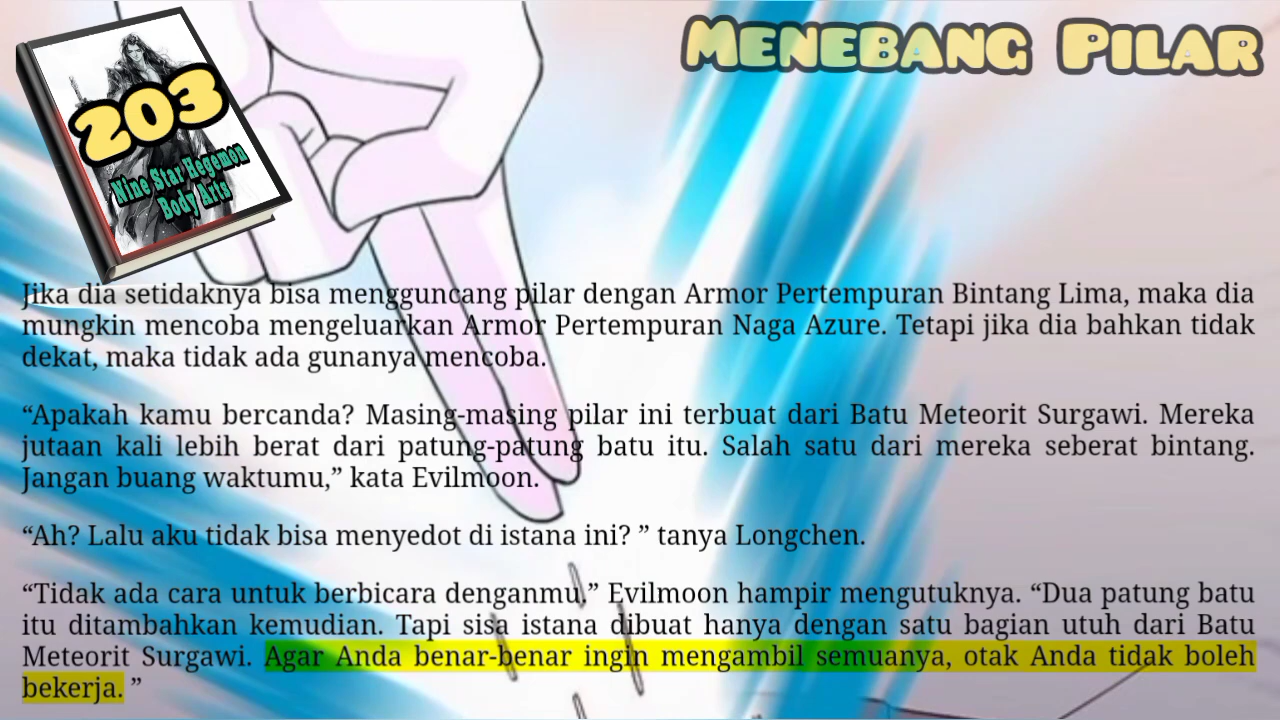 Menebang Pilar
203
Nine Star Hegemon
Body Arts
Jika dia setidaknya bisa mengguncang pilar dengan Armor Pertempuran Bintang Lima, maka dia
mungkin mencoba mengeluarkan Armor Pertempuran Naga Azure. Tetapi jika dia bahkan tidak
dekat, maka tidak ada gunanya mencoba.
“Apakah kamu bercanda? Masing-masing pilar ini terbuat dari Batu Meteorit Surgawi. Mereka
jutaan kali lebih berat dari patung-patung batu itu. Salah satu dari mereka seberat bintang.
Jangan buang waktumu,” kata Evilmoon.
“Ah? Lalu aku tidak bisa menyedot di istana ini? ” tanya Longchen.
“Tidak ada cara untuk berbicara denganmu.” Evilmoon hampir mengutuknya. “Dua patung batu
itu ditambahkan kemudian. Tapi sisa istana dibuat hanya dengan satu bagian utuh dari Batu
Meteorit Surgawi. Agar Anda benar-benar ingin mengambil semuanya, otak Anda tidak boleh
bekerja. ”